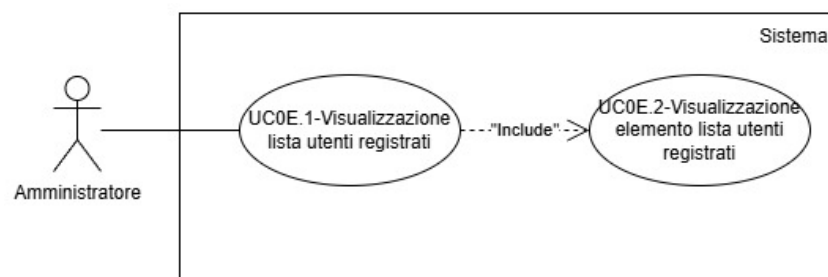 Sistema
UC0E.1-Visualizzazione
lista utenti registrati
"Include"
UC0E.2-Visualizzazione
elemento lista utenti
registrati
Amministratore